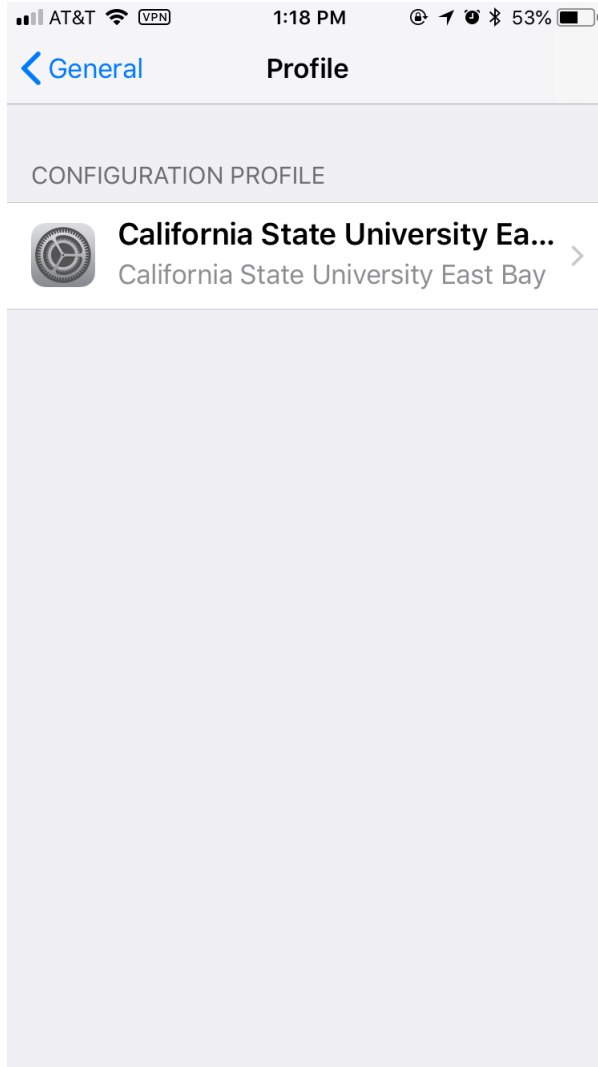 AT&T VPN 1:18 PM 53%
General Profile
CONFIGURATION PROFILE
California State University Ea...
California State University East Bay